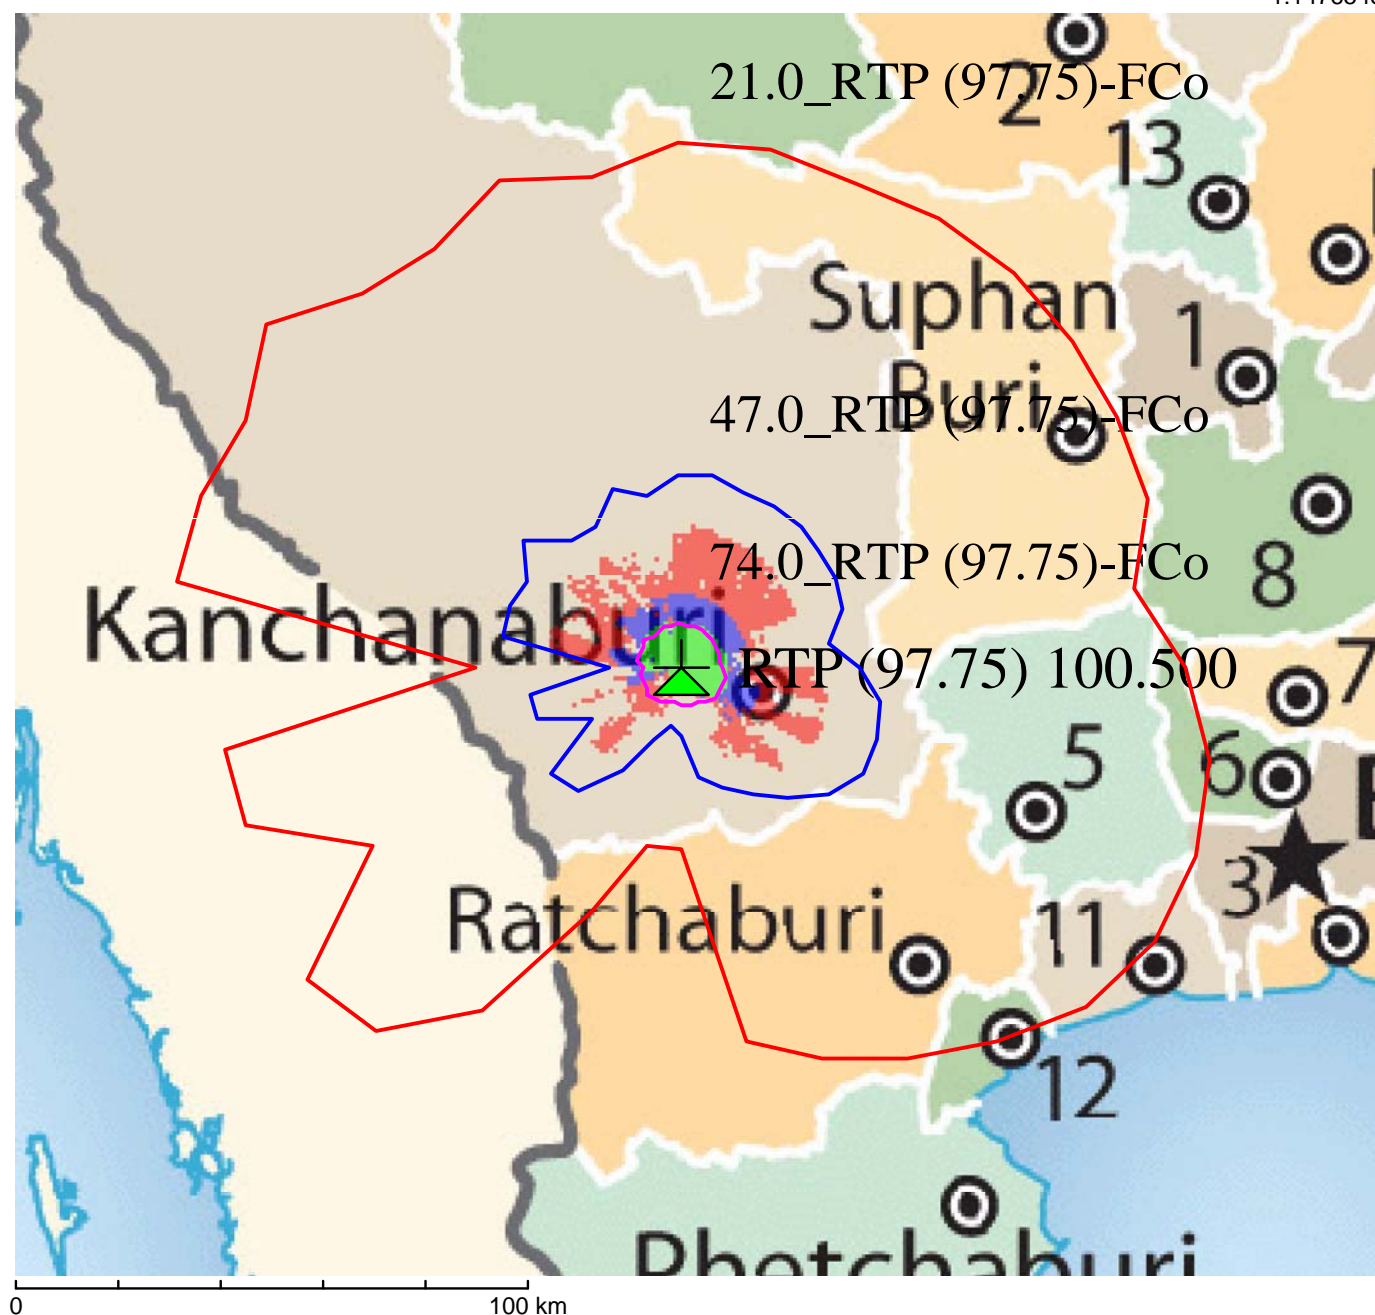 21.0_RTP (97.75)-FCo
2
13
Suphan
1
Buri
47.0_RTP (97.75)-FCo
74.0_RTP (97.75)-FCo
8
Kanchanaburi
RTP (97.75) 100.500
7
5
6
3
Ratchaburi
11
12
Phetchaburi
0
100 km